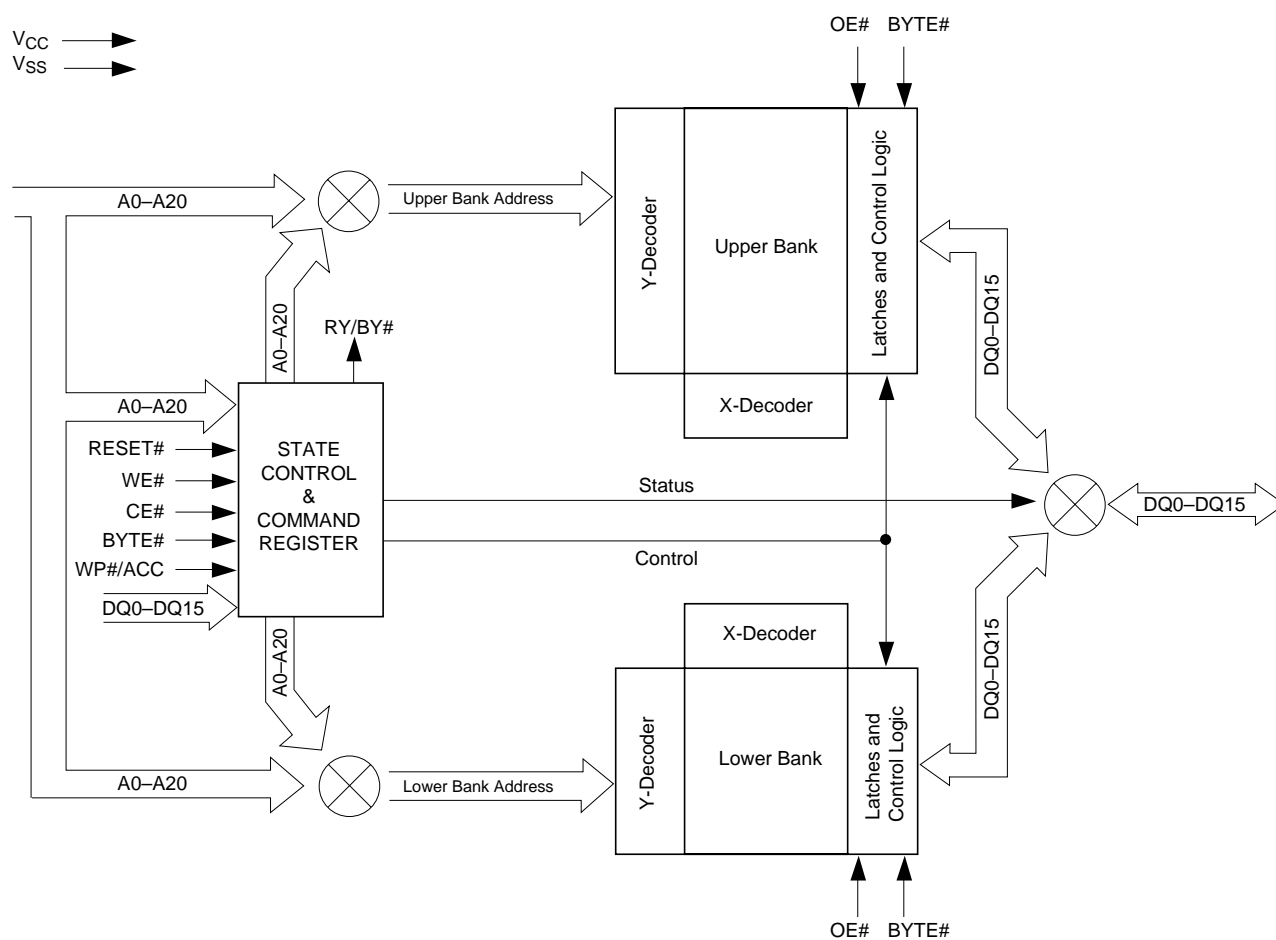 OE# BYTE#
VCC
VSS
A0–A20
Upper Bank Address
Y-Decoder
Upper Bank
Latches and Control Logic
DQ0–DQ15
A0–A20
RY/BY#
A0–A20
X-Decoder
RESET#
WE#
CE#
BYTE#
WP#/ACC
DQ0–DQ15
STATE
CONTROL
&
COMMAND
REGISTER
Status
Control
DQ0–DQ15
A0–A20
X-Decoder
DQ0–DQ15
A0–A20
Lower Bank Address
Y-Decoder
Lower Bank
Latches and
Control Logic
OE# BYTE#